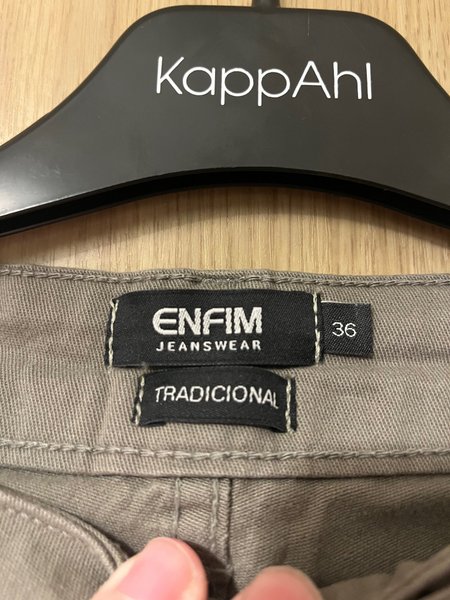 KappAhl
ENFIM
JEANSWEAR
36
TRADICIONAL